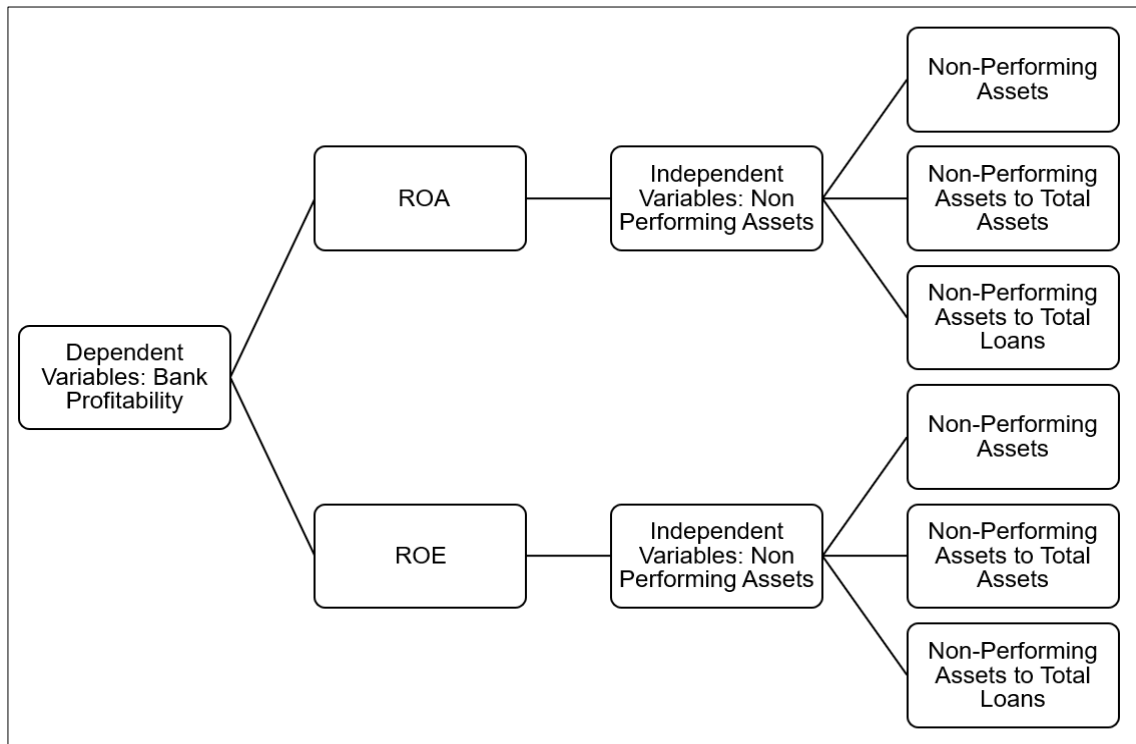 Dependent
Variables: Bank
Profitability
ROA
Independent
Variables: Non
Performing Assets
Non-Performing
Assets
Non-Performing
Assets to Total
Assets
Non-Performing
Assets to Total
Loans
ROE
Independent
Variables: Non
Performing Assets
Non-Performing
Assets
Non-Performing
Assets to Total
Assets
Non-Performing
Assets to Total
Loans